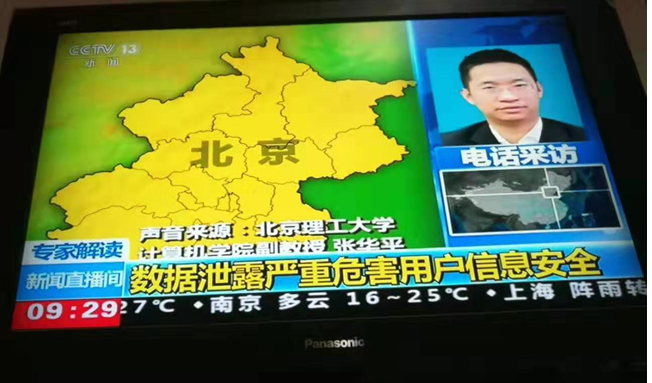 CCTV 13
新闻
北京
电话采访
声音来源：北京理工大学
计算机学院副教授 张华平
专家解读
新闻直播间
数据泄露严重危害用户信息安全
09:29
27℃ 南京 多云 16～25℃ 上海 阵雨转
Panasonic